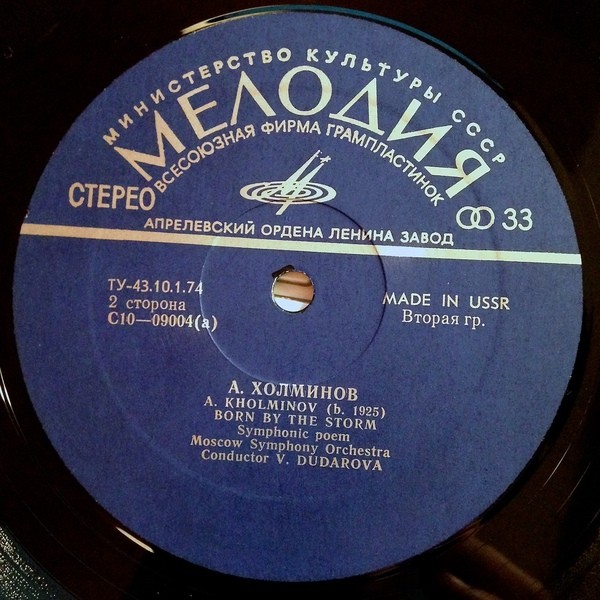 МИНИСТЕРСТВО КУЛЬТУРЫ СССР
МЕЛОДИЯ
ВСЕСОЮЗНАЯ ФИРМА ГРАМПЛАСТИНОК
СТЕРЕО
33
АПРЕЛЕВСКИЙ ОРДЕНА ЛЕНИНА ЗАВОД
ТУ-43.10.1.74
2 сторона
С10—09004(а)
MADE IN USSR
Вторая гр.
А. ХОЛМИНОВ
A. KHOLMINOV (b. 1925)
BORN BY THE STORM
Symphonic poem
Moscow Symphony Orchestra
Conductor V. DUDAROVA